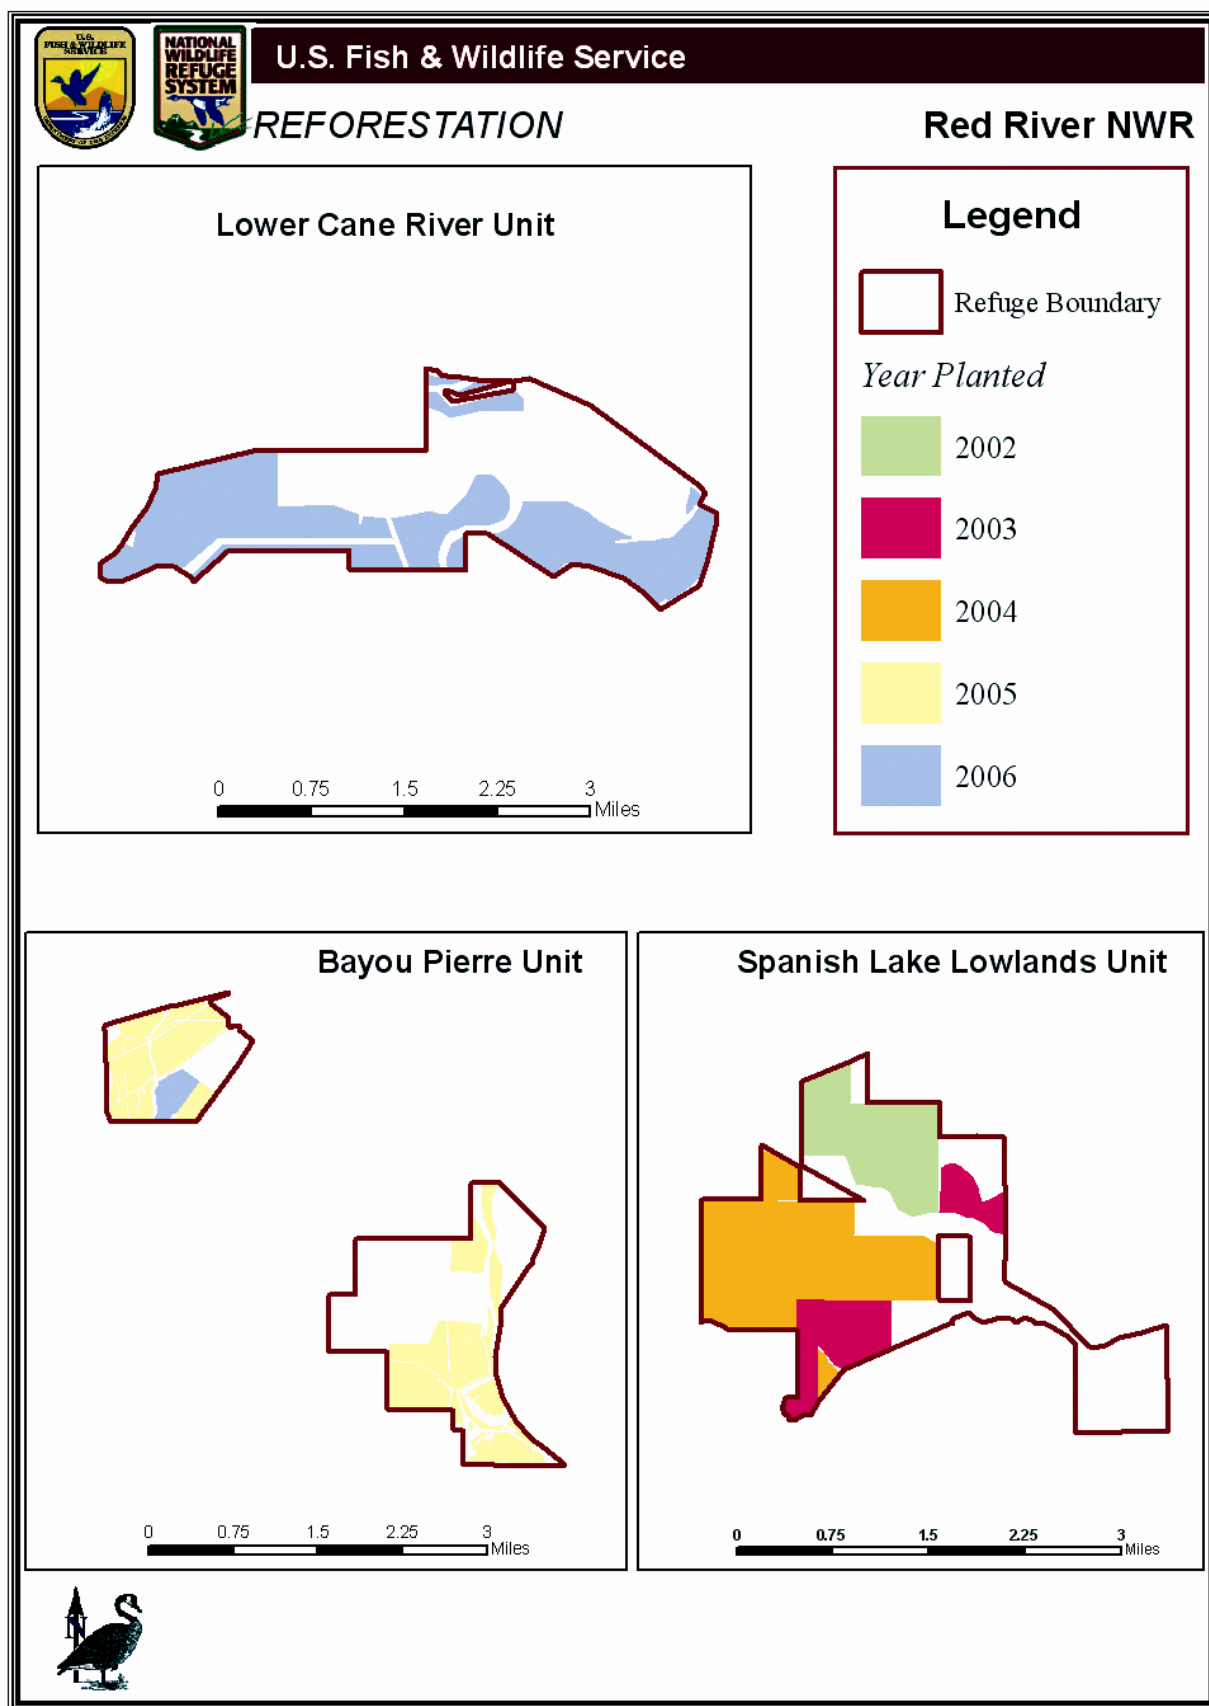 U.S.
FISH & WILDLIFE
SERVICE
NATIONAL
WILDLIFE
REFUGE
SYSTEM
U.S. Fish & Wildlife Service
REFORESTATION
Red River NWR
Lower Cane River Unit
0 0.75 1.5 2.25 3
Miles
Legend
Refuge Boundary
Year Planted
2002
2003
2004
2005
2006
Bayou Pierre Unit
0 0.75 1.5 2.25 3
Miles
Spanish Lake Lowlands Unit
0 0.75 1.5 2.25 3
Miles
N